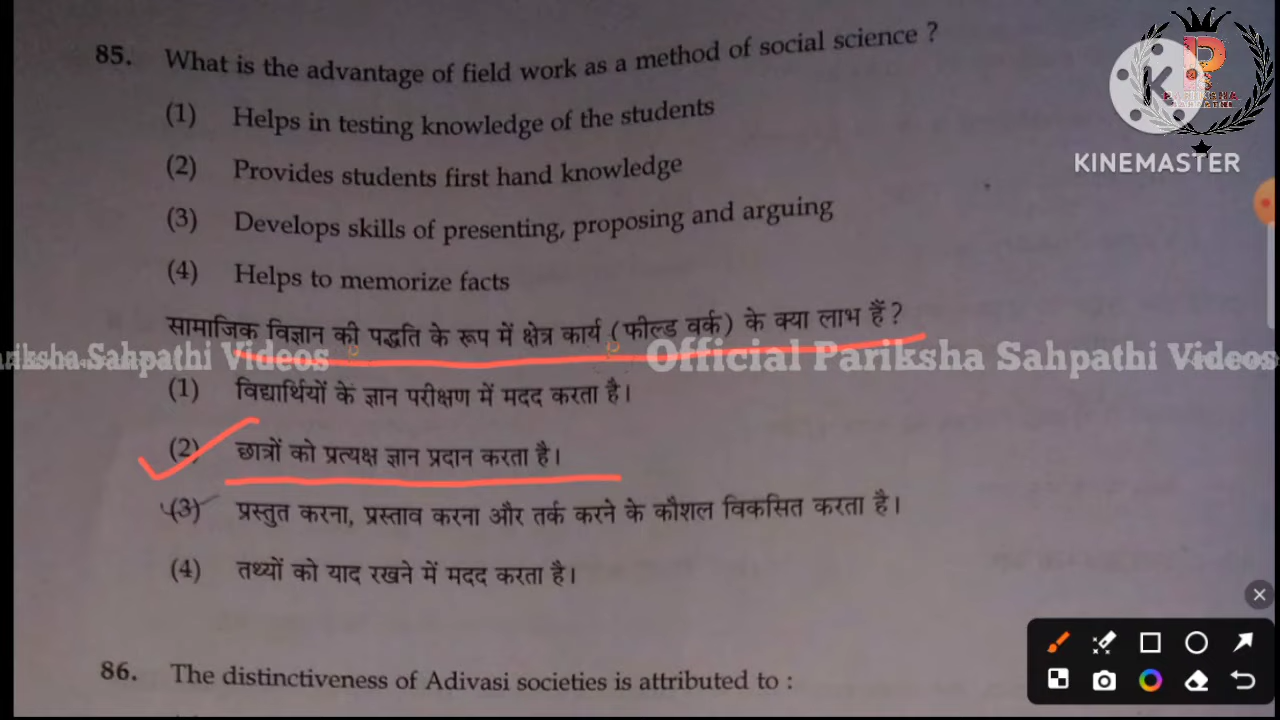 85. What is the advantage of field work as a method of social science ?
(1) Helps in testing knowledge of the students
(2) Provides students first hand knowledge
(3) Develops skills of presenting, proposing and arguing
(4) Helps to memorize facts
सामाजिक विज्ञान की पद्धति के रूप में क्षेत्र कार्य (फील्ड वर्क) के क्या लाभ हैं?
(1) विद्यार्थियों के ज्ञान परीक्षण में मदद करता है।
(2) छात्रों को प्रत्यक्ष ज्ञान प्रदान करता है।
(3) प्रस्तुत करना, प्रस्ताव करना और तर्क करने के कौशल विकसित करता है।
(4) तथ्यों को याद रखने में मदद करता है।
86. The distinctiveness of Adivasi societies is attributed to :
KINEMASTER
ariksha Sahpathi Videos
Official Pariksha Sahpathi Videos